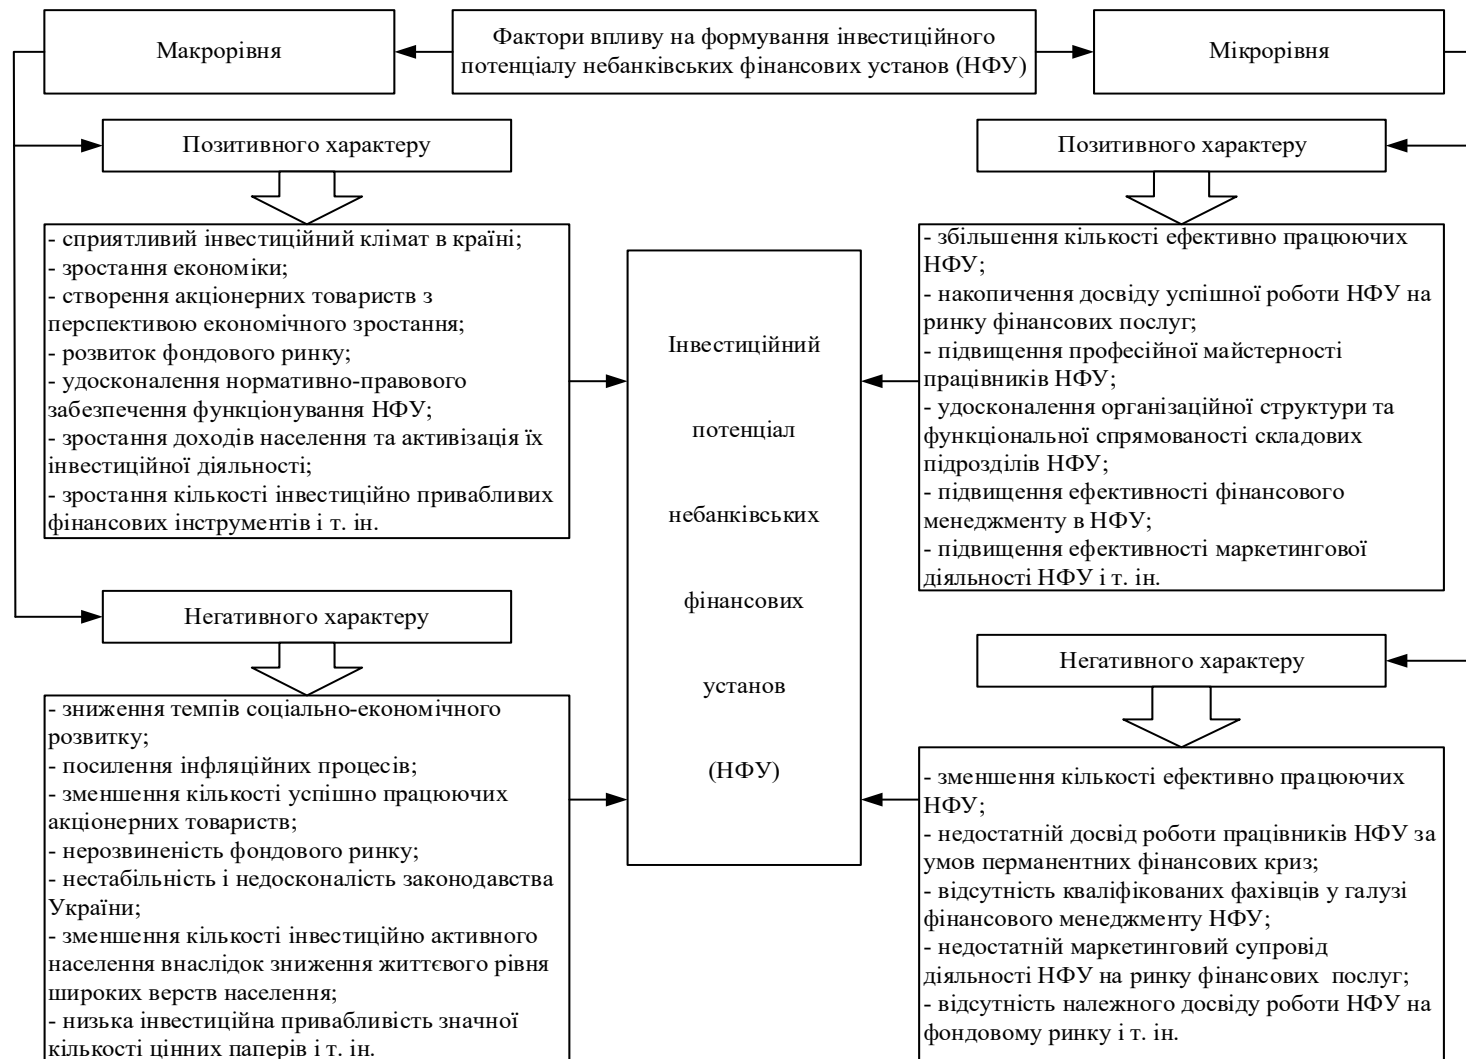 Макрорівня
Фактори впливу на формування інвестиційного
потенціалу небанківських фінансових установ (НФУ)
Мікрорівня
Позитивного характеру
- сприятливий інвестиційний клімат в країні;
- зростання економіки;
- створення акціонерних товариств з
перспективою економічного зростання;
- розвиток фондового ринку;
- удосконалення нормативно-правового
забезпечення функціонування НФУ;
- зростання доходів населення та активізація їх
інвестиційної діяльності;
- зростання кількості інвестиційно привабливих
фінансових інструментів і т. ін.
Негативного характеру
- зниження темпів соціально-економічного
розвитку;
- посилення інфляційних процесів;
- зменшення кількості успішно працюючих
акціонерних товариств;
- нерозвиненість фондового ринку;
- нестабільність і недосконалість законодавства
України;
- зменшення кількості інвестиційно активного
населення внаслідок зниження життєвого рівня
широких верств населення;
- низька інвестиційна привабливість значної
кількості цінних паперів і т. ін.
Інвестиційний
потенціал
небанківських
фінансових
установ
(НФУ)
Позитивного характеру
- збільшення кількості ефективно працюючих
НФУ;
- накопичення досвіду успішної роботи НФУ на
ринку фінансових послуг;
- підвищення професійної майстерності
працівників НФУ;
- удосконалення організаційної структури та
функціональної спрямованості складових
підрозділів НФУ;
- підвищення ефективності фінансового
менеджменту в НФУ;
- підвищення ефективності маркетингової
діяльності НФУ і т. ін.
Негативного характеру
- зменшення кількості ефективно працюючих
НФУ;
- недостатній досвід роботи працівників НФУ за
умов перманентних фінансових криз;
- відсутність кваліфікованих фахівців у галузі
фінансового менеджменту НФУ;
- недостатній маркетинговий супровід
діяльності НФУ на ринку фінансових послуг;
- відсутність належного досвіду роботи НФУ на
фондовому ринку і т. ін.